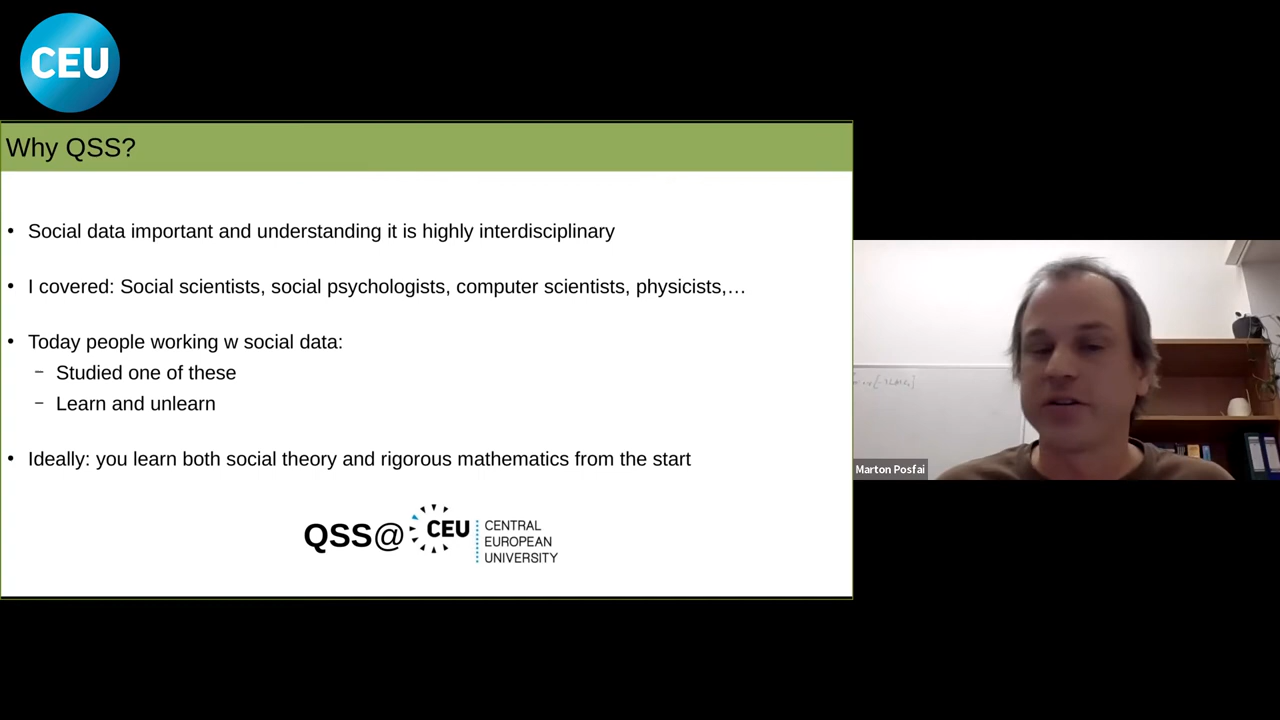 CEU
Why QSS?
• Social data important and understanding it is highly interdisciplinary
• I covered: Social scientists, social psychologists, computer scientists, physicists,…
• Today people working w social data:
– Studied one of these
– Learn and unlearn
• Ideally: you learn both social theory and rigorous mathematics from the start
QSS@ CEU
CENTRAL
EUROPEAN
UNIVERSITY
Marton Posfai